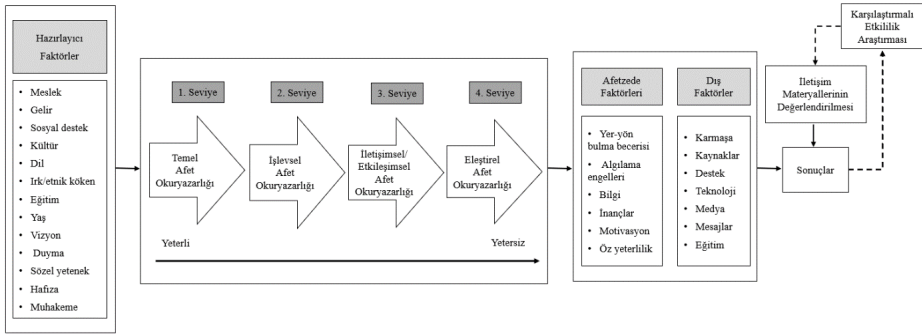 Hazırlayıcı
Faktörler
• Meslek
• Gelir
• Sosyal destek
• Kültür
• Dil
• Irk/etnik köken
• Eğitim
• Yaş
• Vizyon
• Duyma
• Sözel yetenek
• Hafıza
• Muhakeme
1. Seviye
2. Seviye
3. Seviye
4. Seviye
Temel
Afet
Okuryazarlığı
İşlevsel
Afet
Okuryazarlığı
İletişimsel/
Etkileşimsel
Afet
Okuryazarlığı
Eleştirel
Afet
Okuryazarlığı
Yeterli
Yetersiz
Afetzede
Faktörleri
• Yer-yön
bulma becerisi
• Algılama
engelleri
• Bilgi
• İnançlar
• Motivasyon
• Öz yeterlilik
Dış
Faktörler
• Karmaşa
• Kaynaklar
• Destek
• Teknoloji
• Medya
• Mesajlar
• Eğitim
Karşılaştırmalı
Etkililik
Araştırması
İletişim
Materyallerinin
Değerlendirilmesi
Sonuçlar